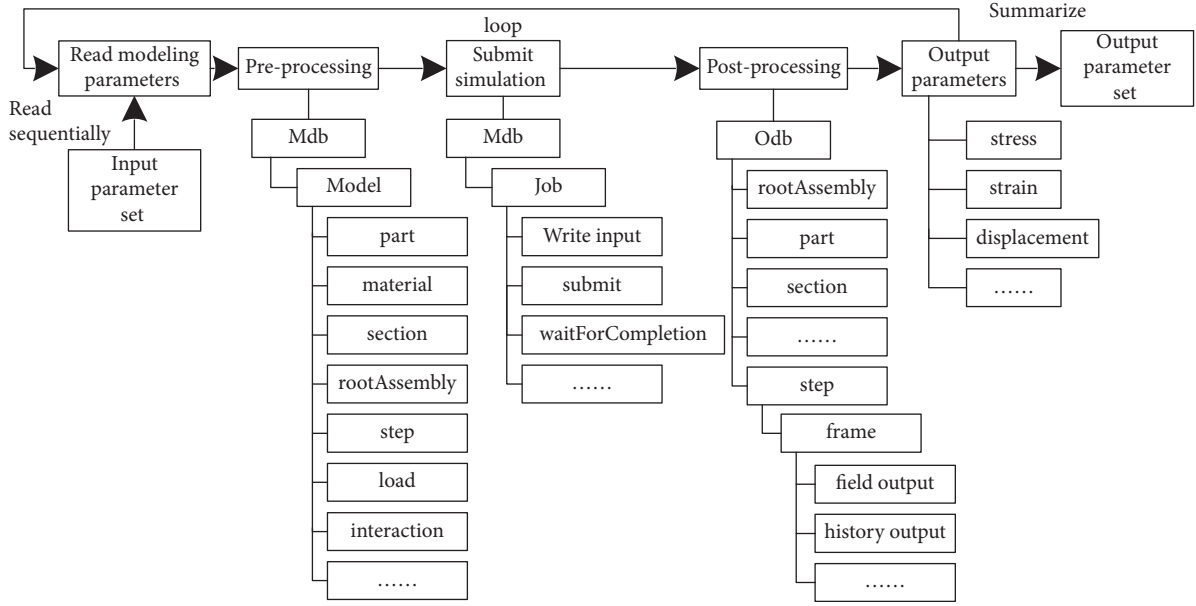 loop
Summarize
Read modeling
parameters
Pre-processing
Submit
simulation
Post-processing
Output
parameters
Output
parameter
set
Read
sequentially
Input
parameter
set
Mdb
Model
part
material
section
rootAssembly
step
load
interaction
……
Mdb
Job
Write input
submit
waitForCompletion
……
Odb
rootAssembly
part
section
……
step
frame
field output
history output
……
stress
strain
displacement
……